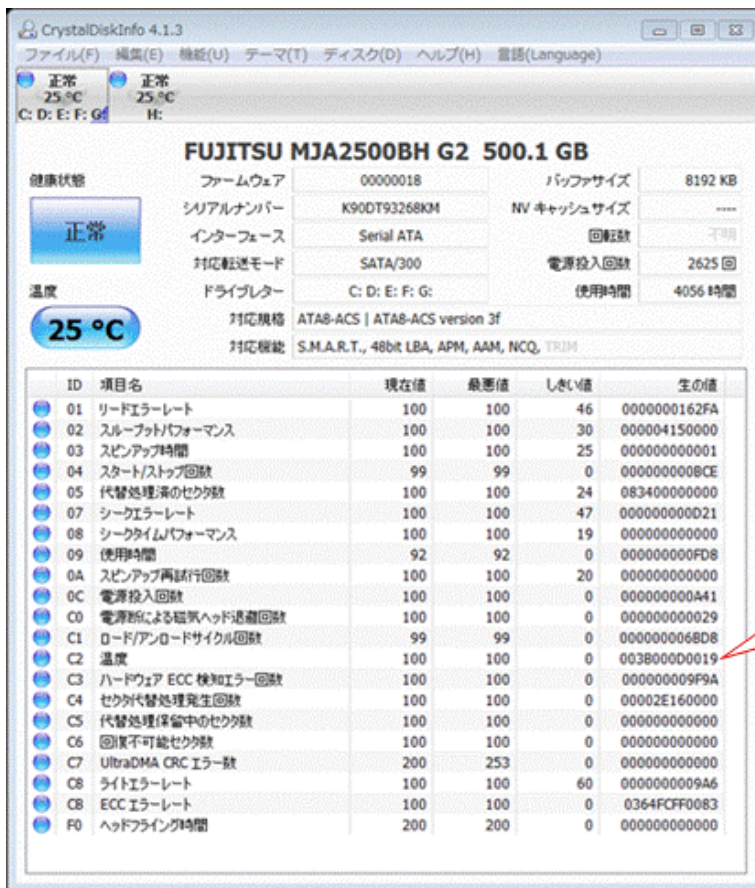 CrystalDiskInfo 4.1.3
ファイル(F) 編集(E) 機能(U) テーマ(T) ディスク(D) ヘルプ(H) 言語(Language)
正常 正常
25 °C 25 °C
C: D: E: F: G: H:
FUJITSU MJA2500BH G2 500.1 GB
健康状態 ファームウェア 00000018 バッファサイズ 8192 KB
正常 シリアルナンバー K90DT93268KM NV キャッシュサイズ ----
インターフェース Serial ATA 回転数 不明
対応転送モード SATA/300 電源投入回数 2625 回
温度 ドライブレター C: D: E: F: G: 使用時間 4056 時間
25 °C 対応規格 ATA8-ACS | ATA8-ACS version 3f
対応機能 S.M.A.R.T., 48bit LBA, APM, AAM, NCQ, TRIM
ID 項目名 現在値 最悪値 しきい値 生の値
01 リードエラーレート 100 100 46 0000000162FA
02 スループットパフォーマンス 100 100 30 000004150000
03 スピンアップ時間 100 100 25 000000000001
04 スタート/ストップ回数 99 99 0 000000000BCE
05 代替処理済のセクタ数 100 100 24 083400000000
07 シークエラーレート 100 100 47 000000000D21
08 シークタイムパフォーマンス 100 100 19 000000000000
09 使用時間 92 92 0 000000000FD8
0A スピンアップ再試行回数 100 100 20 000000000000
0C 電源投入回数 100 100 0 000000000A41
C0 電源断による磁気ヘッド退避回数 100 100 0 000000000029
C1 ロード/アンロードサイクル回数 99 99 0 0000000068D8
C2 温度 100 100 0 003B000D0019
C3 ハードウェア ECC 検知エラー回数 100 100 0 000000009F9A
C4 セクタ代替処理発生回数 100 100 0 00002E160000
C5 代替処理保留中のセクタ数 100 100 0 000000000000
C6 回復不可能セクタ数 100 100 0 000000000000
C7 UltraDMA CRC エラー数 200 253 0 000000000000
C8 ライトエラーレート 100 100 60 0000000009A6
CB ECC エラーレート 100 100 0 0364FCFF0083
F0 ヘッドフライング時間 200 200 0 000000000000